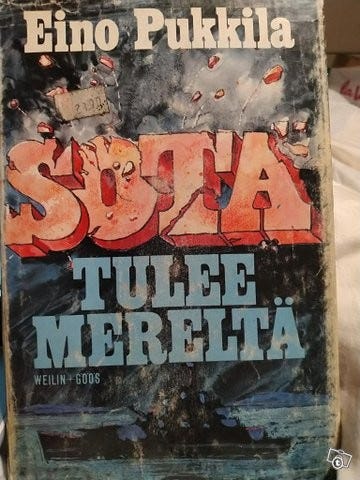 Eino Pukkila
SOTA
TULEE
MERELTÄ
WEILIN+GÖÖS